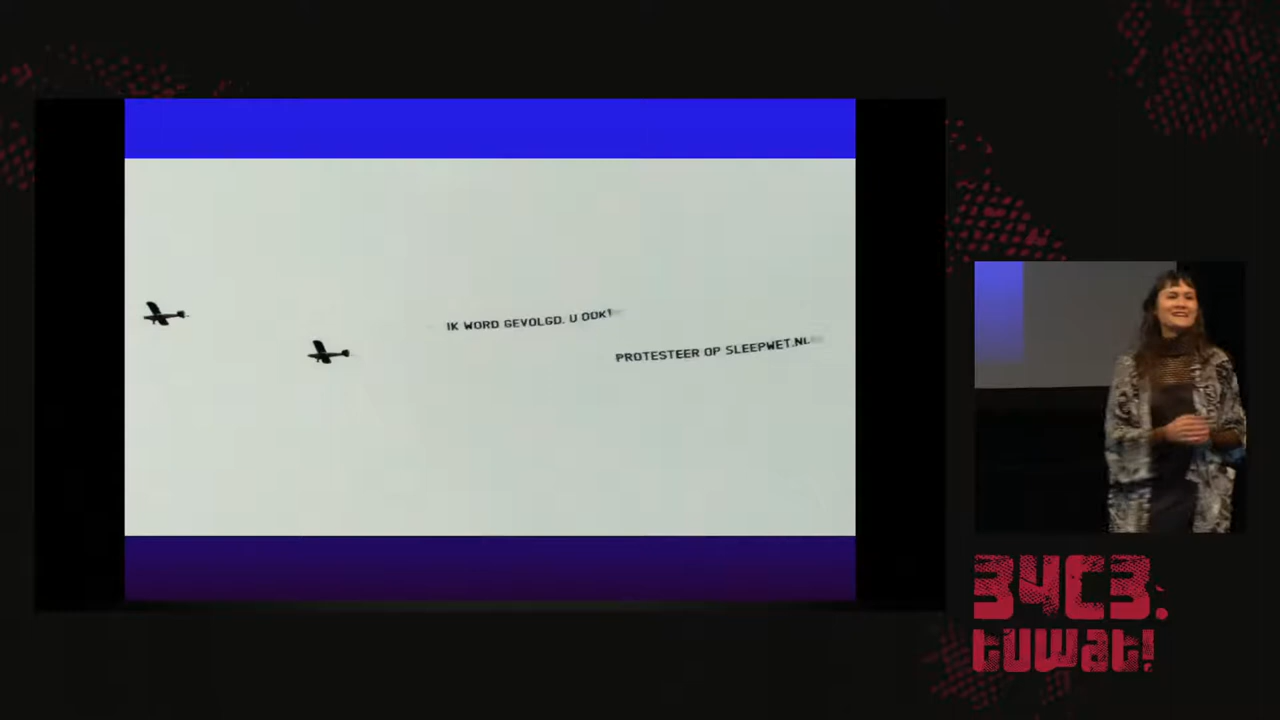 IK WORD GEVOLGD. U OOK!
PROTESTEER OP SLEEPWET.NL
34C3.
tuwat!